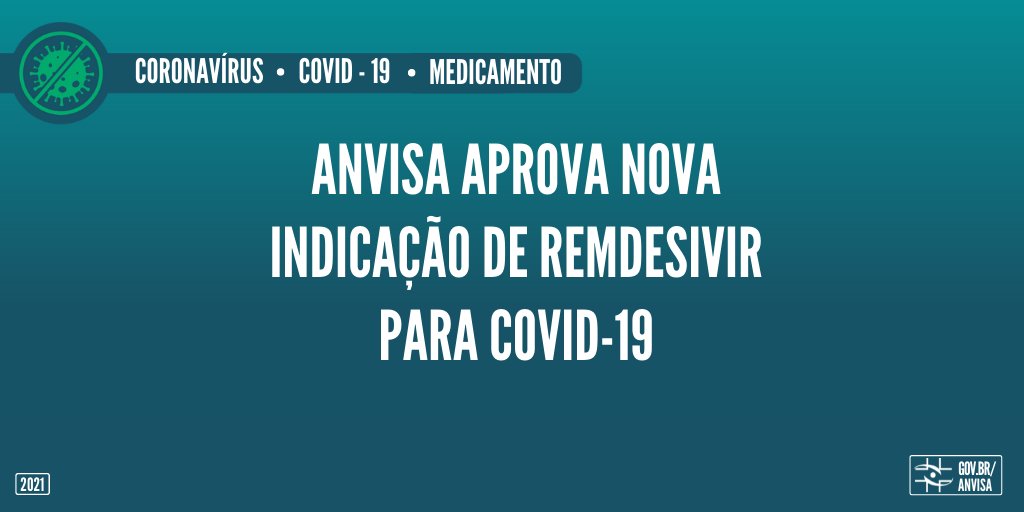 CORONAVÍRUS • COVID - 19 • MEDICAMENTO
ANVISA APROVA NOVA
INDICAÇÃO DE REMDESIVIR
PARA COVID-19
2021
GOV.BR/
ANVISA